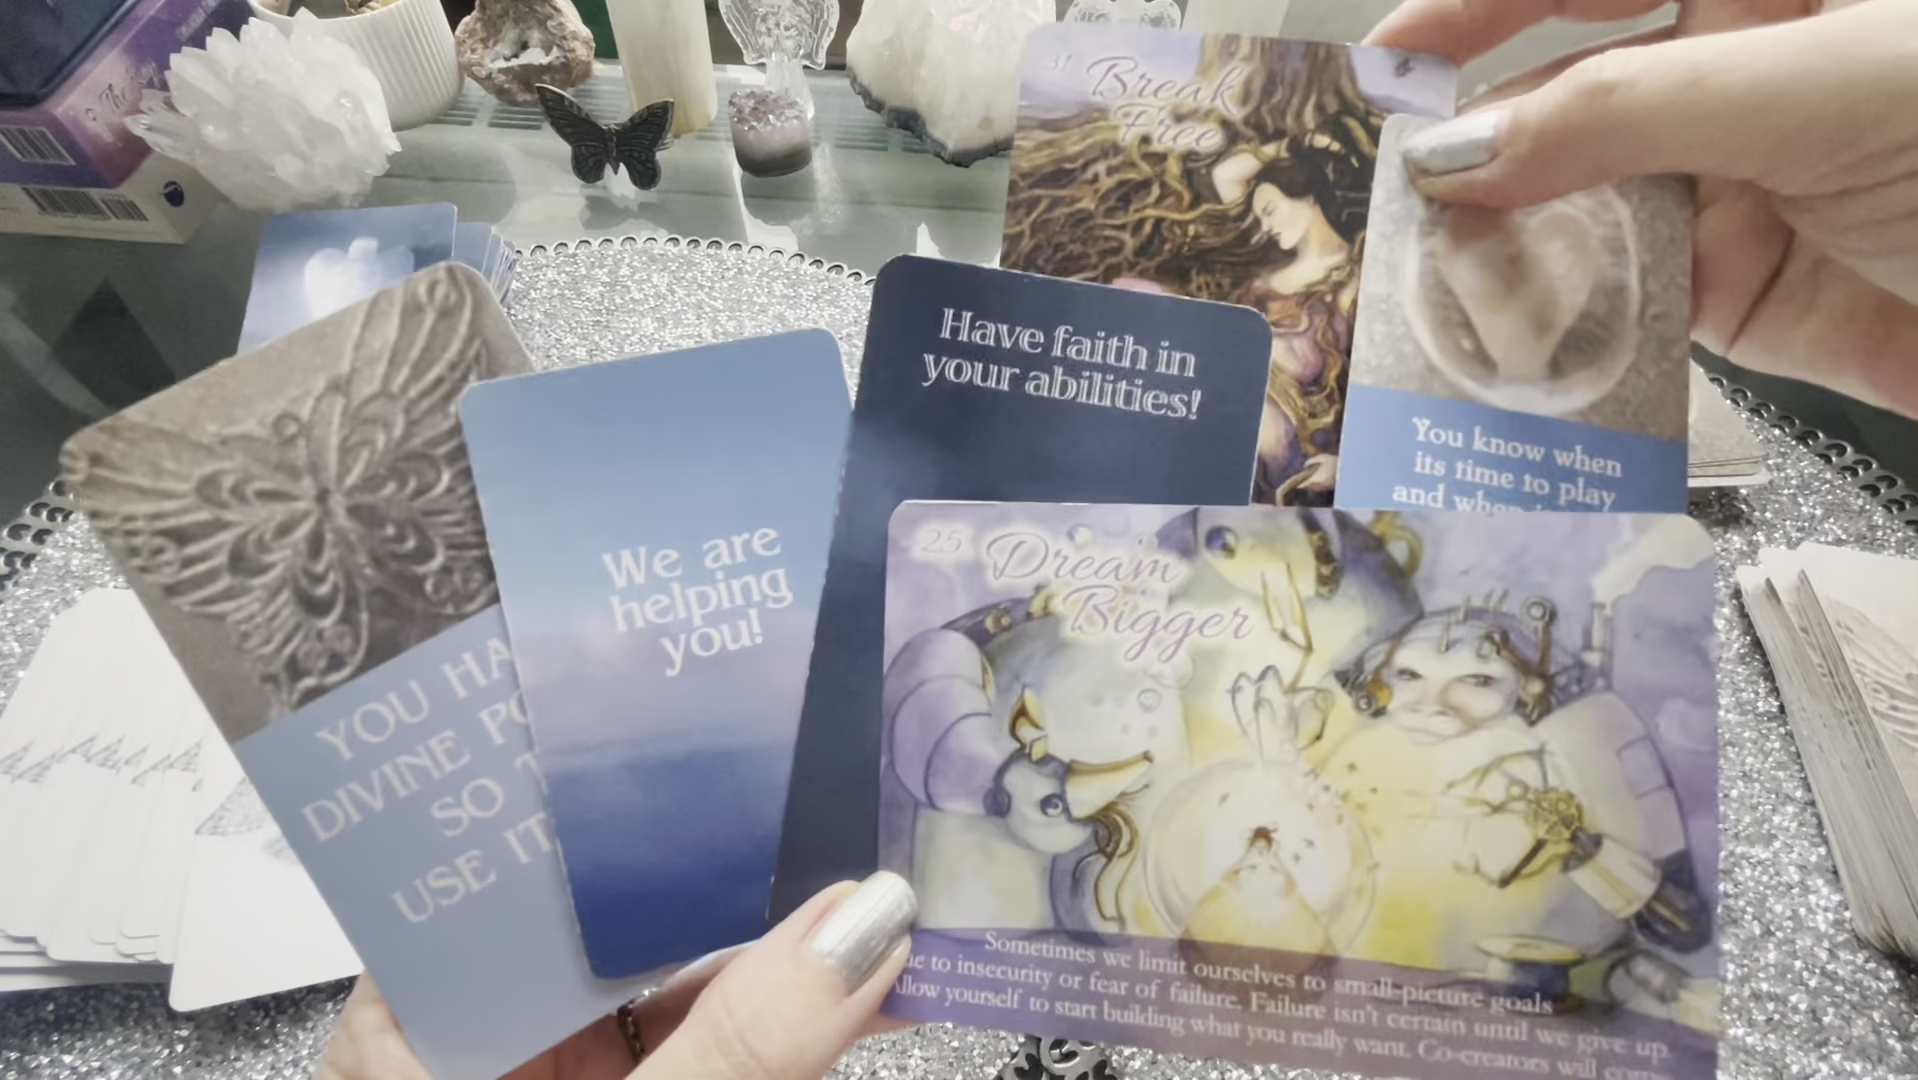 The
31
Break
Free
Have faith in
your abilities!
You know when
its time to play
and when
We are
helping
you!
YOU HA
DIVINE PO
SO T
USE IT
25
Dream
Bigger
Sometimes we limit ourselves to small-picture goals
to insecurity or fear of failure. Failure isn't certain until we give up.
Allow yourself to start building what you really want. Co-creators will come